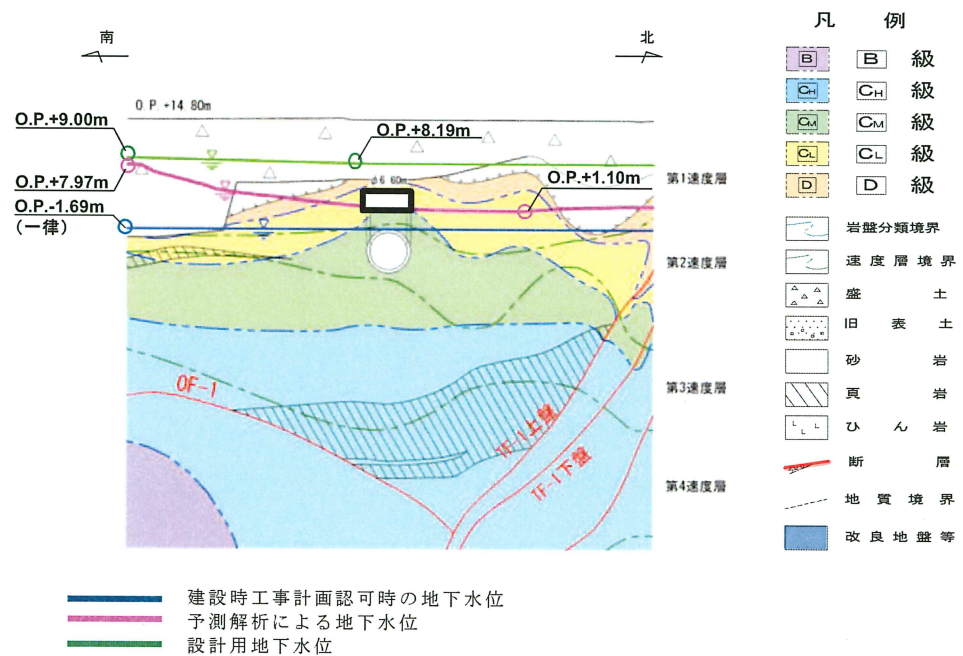 南
北
O.P.+14.80m
O.P.+9.00m
O.P.+8.19m
O.P.+7.97m
φ6.60m
O.P.+1.10m
O.P.-1.69m
(一律)
第1速度層
第2速度層
第3速度層
第4速度層
OF-1
TF-1上盤
TF-1下盤
凡 例
B B 級
CH CH 級
CM CM 級
CL CL 級
D D 級
岩盤分類境界
速度層境界
盛土
旧表土
砂岩
頁岩
ひん岩
断層
地質境界
改良地盤等
建設時工事計画認可時の地下水位
予測解析による地下水位
設計用地下水位